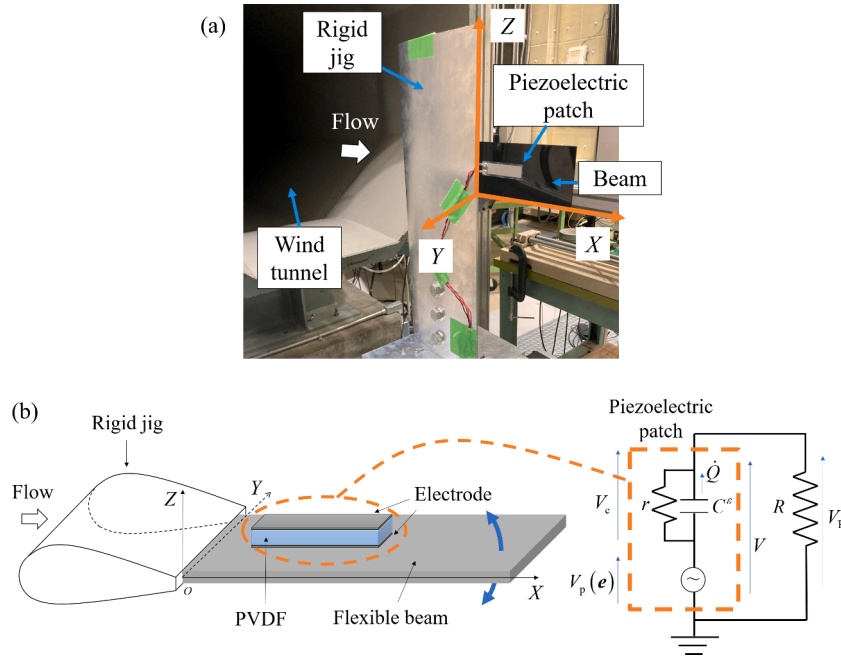 (a)
Z
Rigid
jig
Piezoelectric
patch
Flow
Beam
Wind
tunnel
Y
X
(b)
Piezoelectric
patch
Rigid jig
Flow
Z
Y
Electrode
Q̇
V_c
r
C^ε
R
V
V_p(e)
O
X
PVDF
Flexible beam